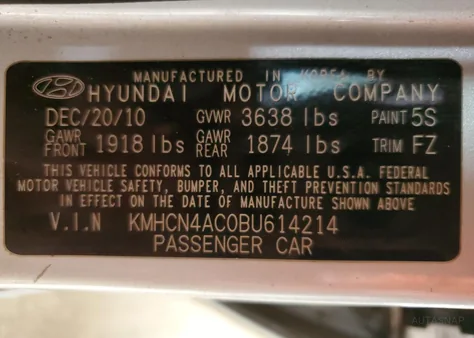 MANUFACTURED IN KOREA BY
HYUNDAI MOTOR COMPANY
DEC/20/10 GVWR 3638 lbs PAINT 5S
GAWR FRONT 1918 lbs GAWR REAR 1874 lbs TRIM FZ
THIS VEHICLE CONFORMS TO ALL APPLICABLE U.S.A. FEDERAL
MOTOR VEHICLE SAFETY, BUMPER, AND THEFT PREVENTION STANDARDS
IN EFFECT ON THE DATE OF MANUFACTURE SHOWN ABOVE
V.I.N KMHCN4AC0BU614214
PASSENGER CAR
AUTASNAP